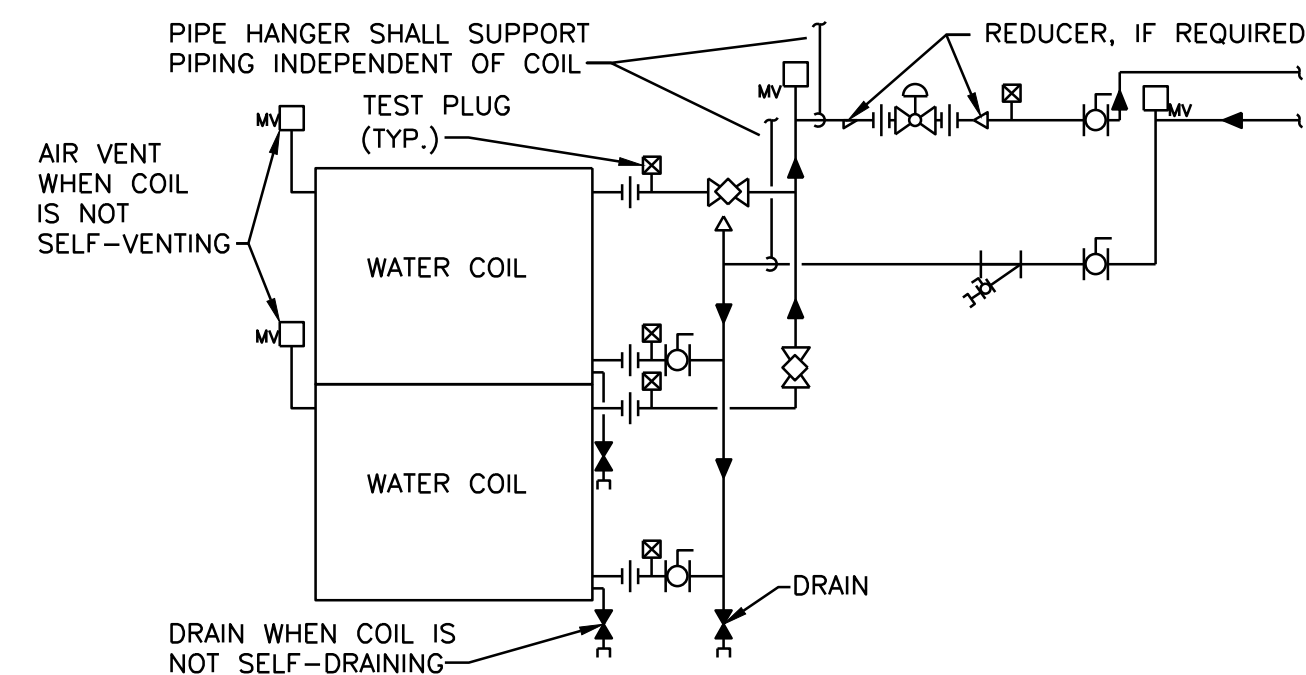 PIPE HANGER SHALL SUPPORT
PIPING INDEPENDENT OF COIL
REDUCER, IF REQUIRED
MV
MV
TEST PLUG
(TYP.)
MV
AIR VENT
WHEN COIL
IS NOT
SELF-VENTING
WATER COIL
MV
WATER COIL
DRAIN
DRAIN WHEN COIL IS
NOT SELF-DRAINING